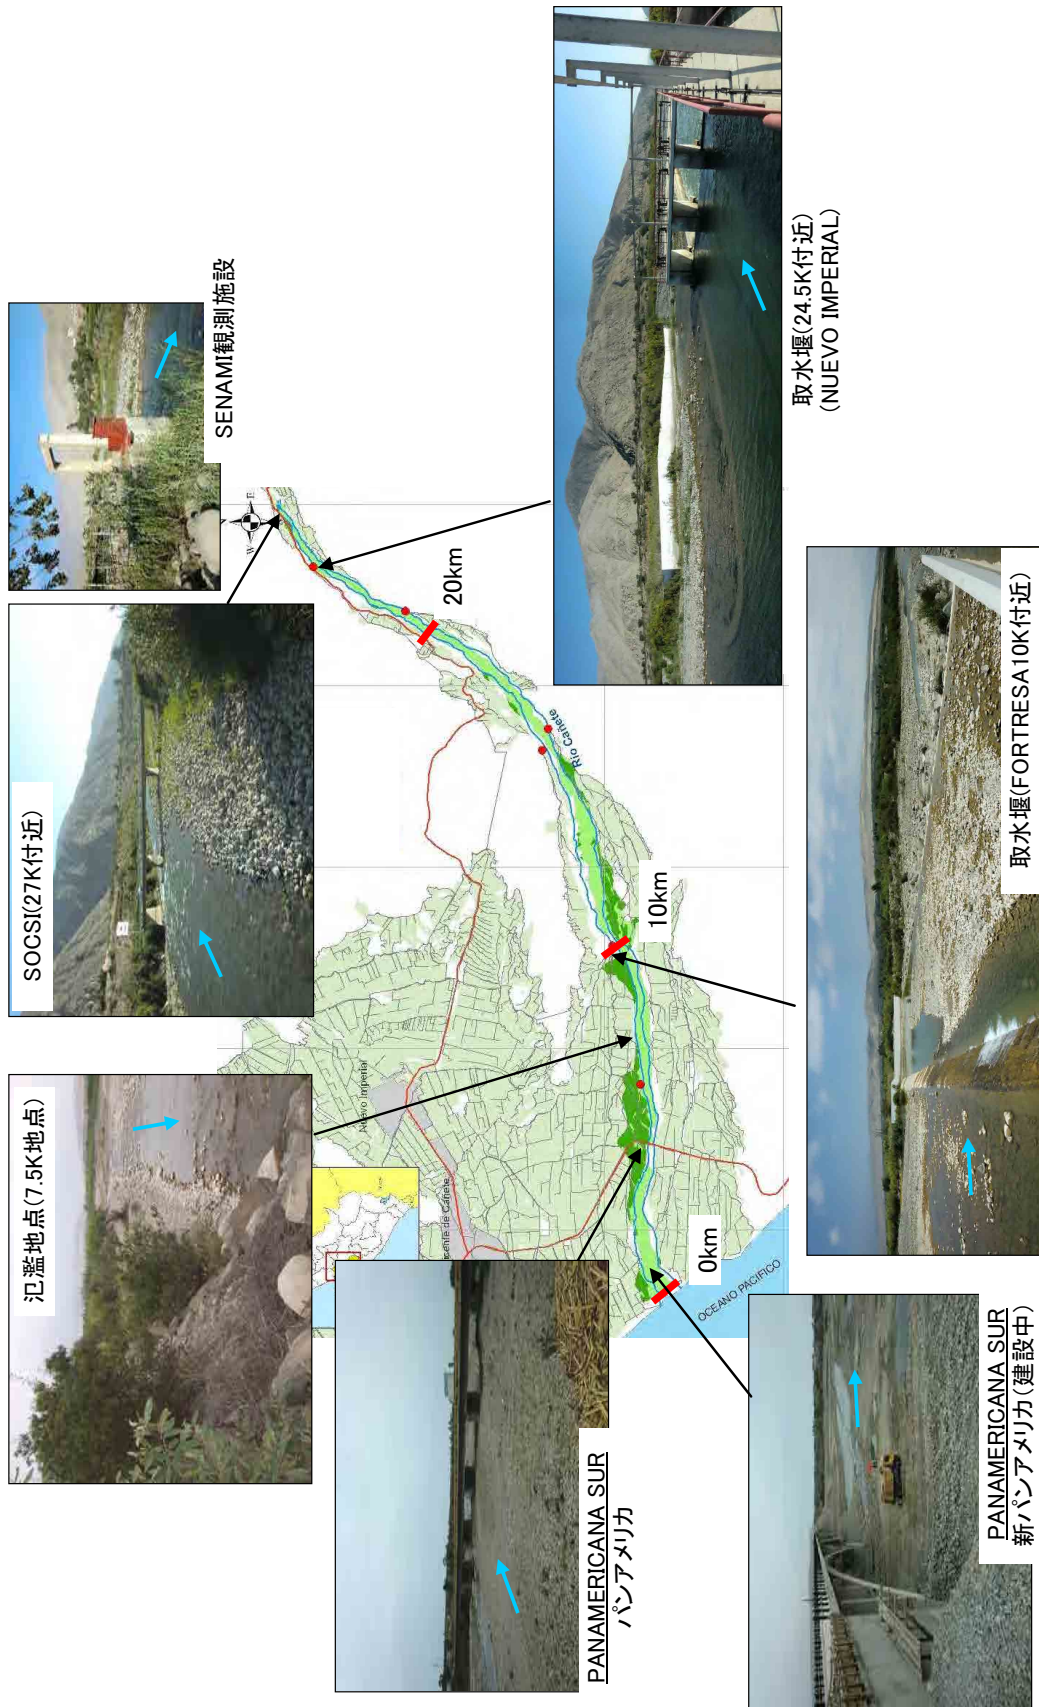 SENAMI観測施設
SOCSI(27K付近)
氾濫地点(7.5K地点)
取水堰(24.5K付近)
(NUEVO IMPERIAL)
20km
Río Cañete
10km
Nuevo Imperial
cente de Cañete
0km
OCEANO PACIFICO
W
E
取水堰(FORTRESA10K付近)
PANAMERICANA SUR
パンアメリカ
PANAMERICANA SUR
新パンアメリカ(建設中)